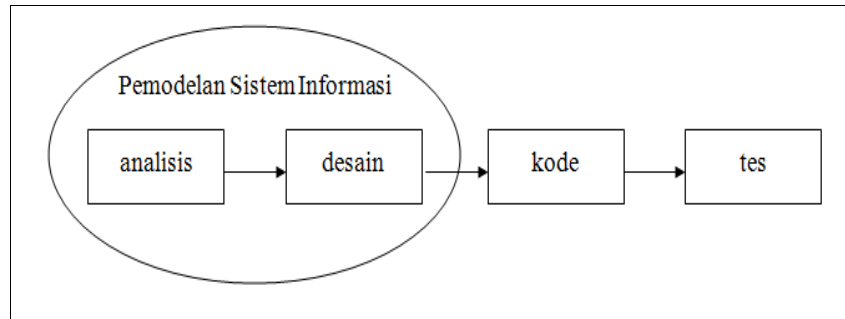 Pemodelan Sistem Informasi
analisis
desain
kode
tes